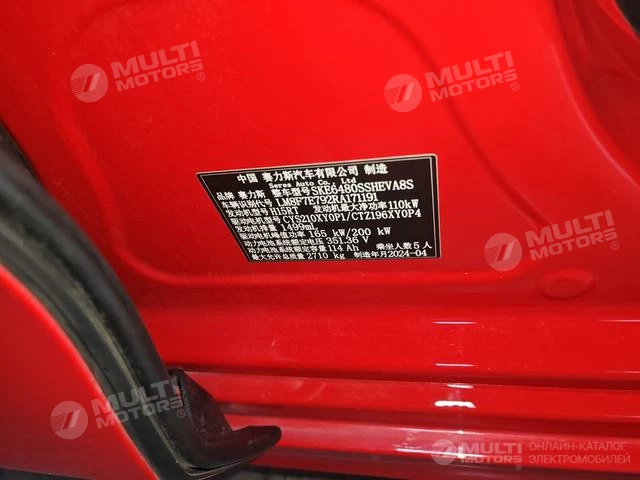 MULTI MOTORS®
MULTI MOTORS®
中国 赛力斯汽车有限公司 制造
Seres Auto Co., Ltd
品牌 赛力斯 整车型号 SKE6480SSHEVA8S
车辆识别代号 LM8F7E792RA171191
发动机型号 H15RT 发动机最大净功率 110kW
驱动电机型号 CYS210XY0P1/CTZ196XY0P4
发动机排量 1499mL
驱动电机峰值功率 165 kW/200 kW
动力电池系统额定电压 351.36 V
动力电池系统额定容量 114 Ah 乘坐人数 5 人
最大允许总质量 2710 kg 制造年月 2024-04
MULTI MOTORS®
MULTI MOTORS®
MULTI MOTORS®
ОНЛАЙН-КАТАЛОГ
ЭЛЕКТРОМОБИЛЕЙ